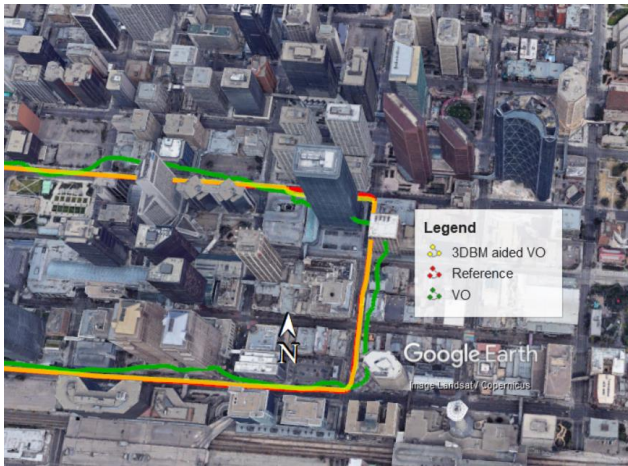 Legend
3DBM aided VO
Reference
VO
N
Google Earth
Image Landsat / Copernicus